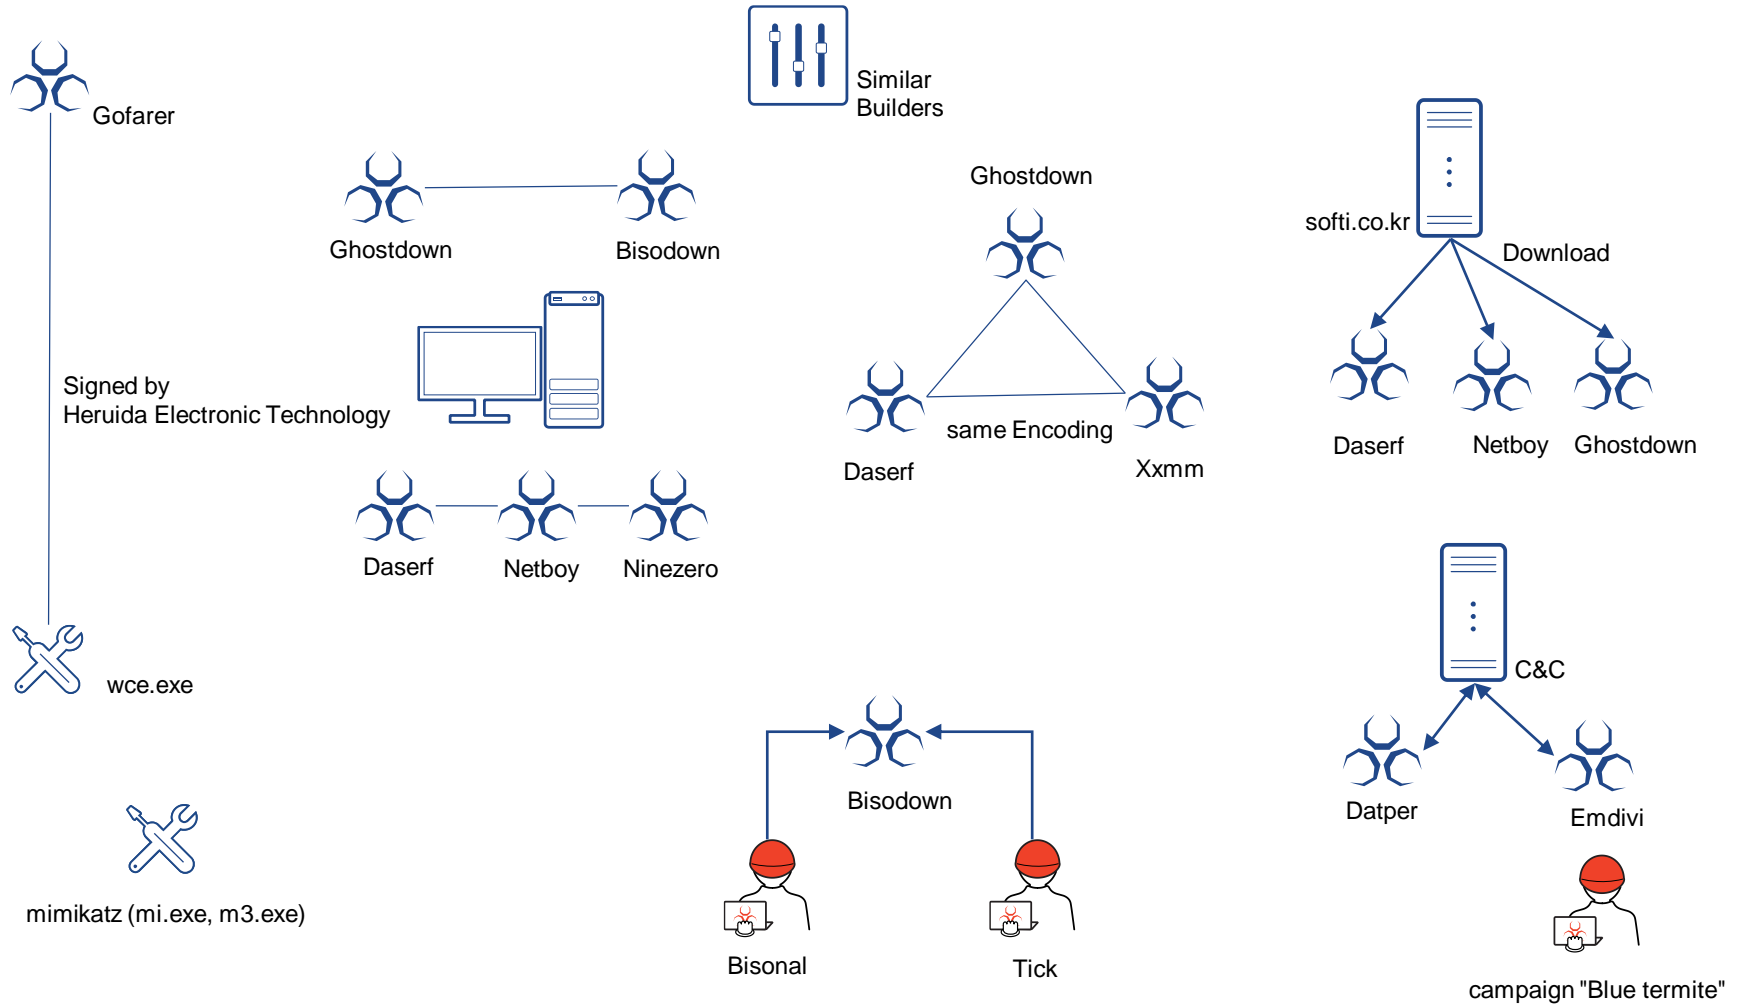 Similar
Builders
Gofarer
Ghostdown
softi.co.kr
Ghostdown
Bisodown
Download
Signed by
Heruida Electronic Technology
same Encoding
Daserf
Xxmm
Daserf
Netboy
Ghostdown
Daserf
Netboy
Ninezero
wce.exe
C&C
Bisodown
Datper
Emdivi
mimikatz (mi.exe, m3.exe)
Bisonal
Tick
campaign "Blue termite"